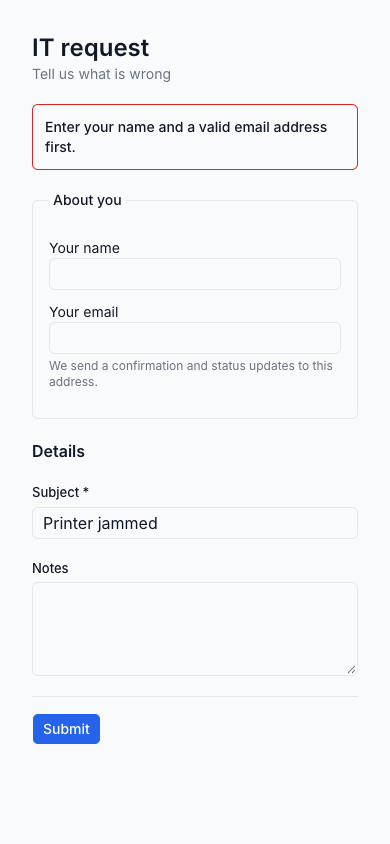 IT request
Tell us what is wrong
Enter your name and a valid email address
first.
About you
Your name
Your email
We send a confirmation and status updates to this
address.
Details
Subject *
Printer jammed
Notes
Submit